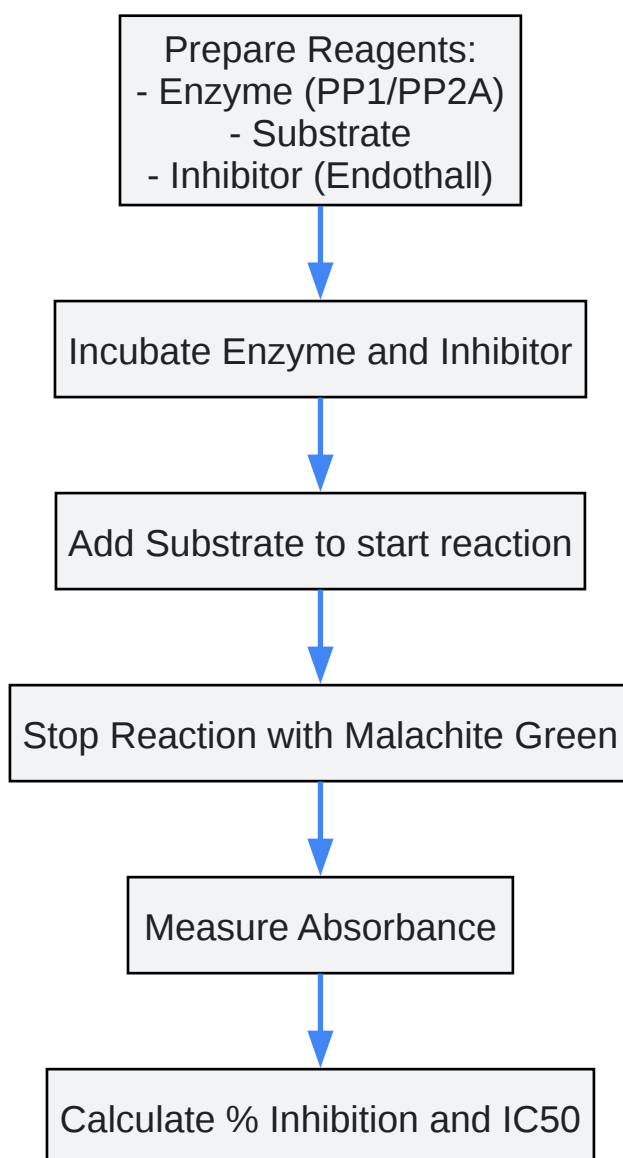 Prepare Reagents:
- Enzyme (PP1/PP2A)
- Substrate
- Inhibitor (Endothall)
Incubate Enzyme and Inhibitor
Add Substrate to start reaction
Stop Reaction with Malachite Green
Measure Absorbance
Calculate % Inhibition and IC50